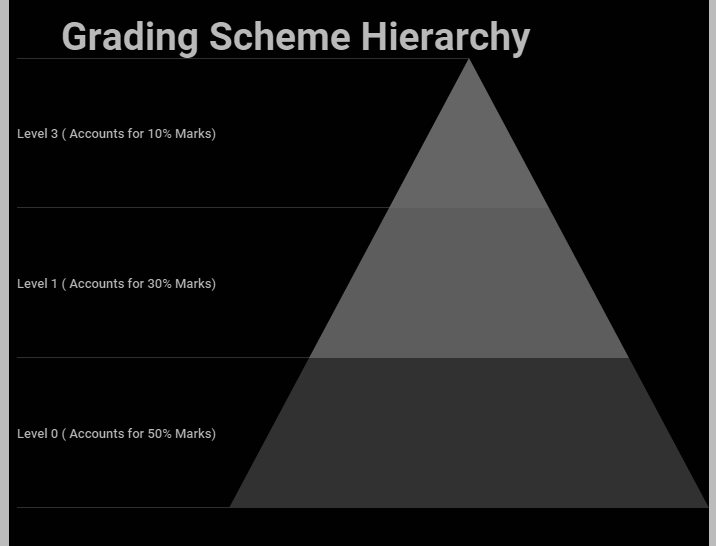 Grading Scheme Hierarchy
Level 3 ( Accounts for 10% Marks)
Level 1 ( Accounts for 30% Marks)
Level 0 ( Accounts for 50% Marks)